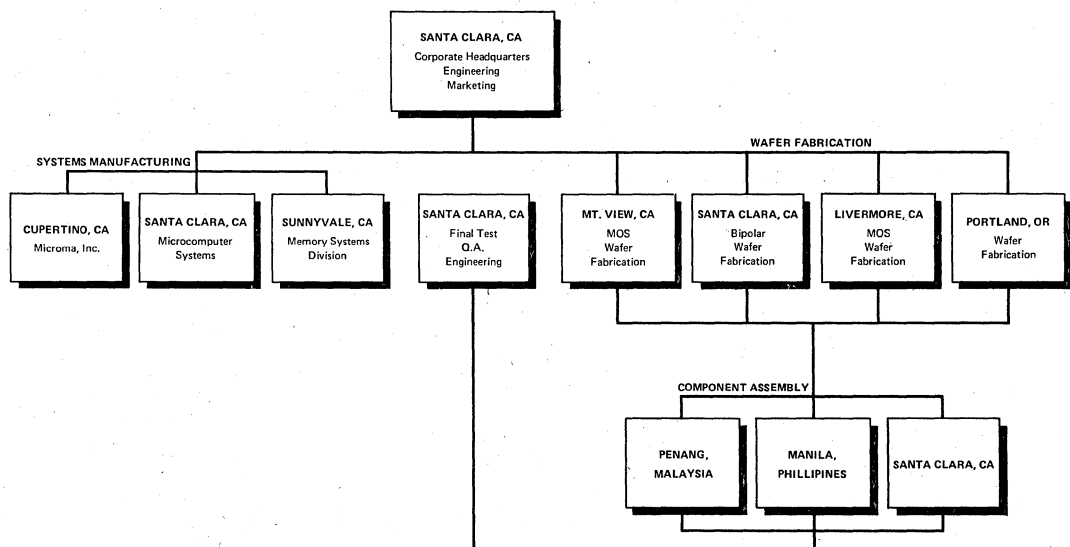 SANTA CLARA, CA
Corporate Headquarters
Engineering
Marketing
SYSTEMS MANUFACTURING
WAFER FABRICATION
CUPERTINO, CA
Microma, Inc.
SANTA CLARA, CA
Microcomputer
Systems
SUNNYVALE, CA
Memory Systems
Division
SANTA CLARA, CA
Final Test
Q.A.
Engineering
MT. VIEW, CA
MOS
Wafer
Fabrication
SANTA CLARA, CA
Bipolar
Wafer
Fabrication
LIVERMORE, CA
MOS
Wafer
Fabrication
PORTLAND, OR
Wafer
Fabrication
COMPONENT ASSEMBLY
PENANG,
MALAYSIA
MANILA,
PHILLIPINES
SANTA CLARA, CA